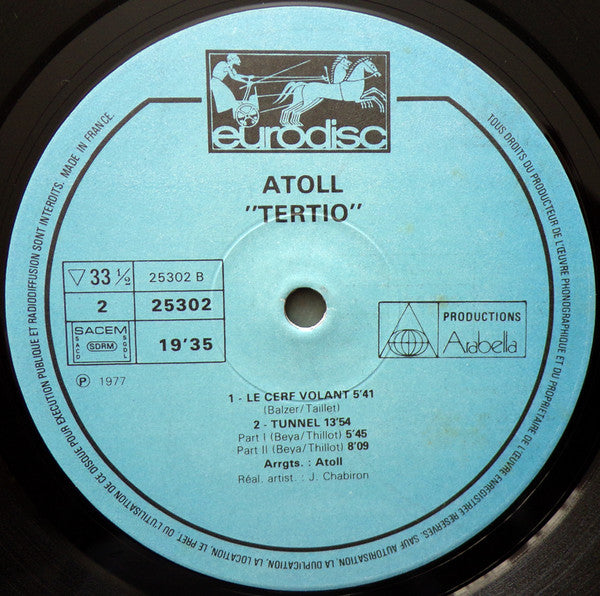 eurodisc
ATOLL
"TERTIO"
▽ 33 ⅓
25302 B
2
25302
SACEM
SACD
SDRM
SGDL
19'35
℗ 1977
PRODUCTIONS
Arabella
1 - LE CERF VOLANT 5'41
(Balzer/Taillet)
2 - TUNNEL 13'54
Part I (Beya/Thillot) 5'45
Part II (Beya/Thillot) 8'09
Arrgts. : Atoll
Réal. artist. : J. Chabiron
TOUS DROITS DU PRODUCTEUR DE L'ŒUVRE PHONOGRAPHIQUE ET DU PROPRIETAIRE DE L'ŒUVRE ENREGISTREE RESERVES. SAUF AUTORISATION, LA DUPLICATION, LA LOCATION, LE PRET, OU L'UTILISATION DE CE DISQUE POUR EXECUTION PUBLIQUE ET RADIODIFFUSION SONT INTERDITS. MADE IN FRANCE.